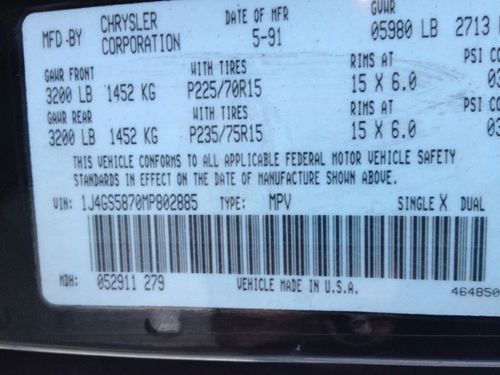 MFD·BY CHRYSLER CORPORATION DATE OF MFR 5-91 GVWR 05980 LB 2713
GAWR FRONT WITH TIRES RIMS AT PSI CO
3200 LB 1452 KG P225/70R15 15 X 6.0
GAWR REAR WITH TIRES RIMS AT PSI CO
3200 LB 1452 KG P235/75R15 15 X 6.0
THIS VEHICLE CONFORMS TO ALL APPLICABLE FEDERAL MOTOR VEHICLE SAFETY
STANDARDS IN EFFECT ON THE DATE OF MANUFACTURE SHOWN ABOVE.
VIN: 1J4GS5870MP802885 TYPE: MPV SINGLE X DUAL
MDH: 052911 279 VEHICLE MADE IN U.S.A. 464850